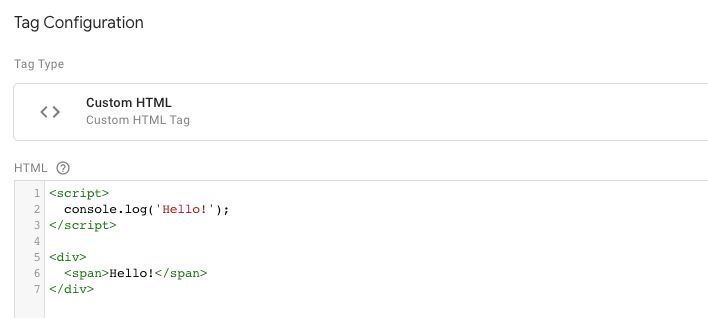 Tag Configuration
Tag Type
< > Custom HTML
Custom HTML Tag
HTML ?
1 <script>
2   console.log('Hello!');
3 </script>
4
5 <div>
6   <span>Hello!</span>
7 </div>